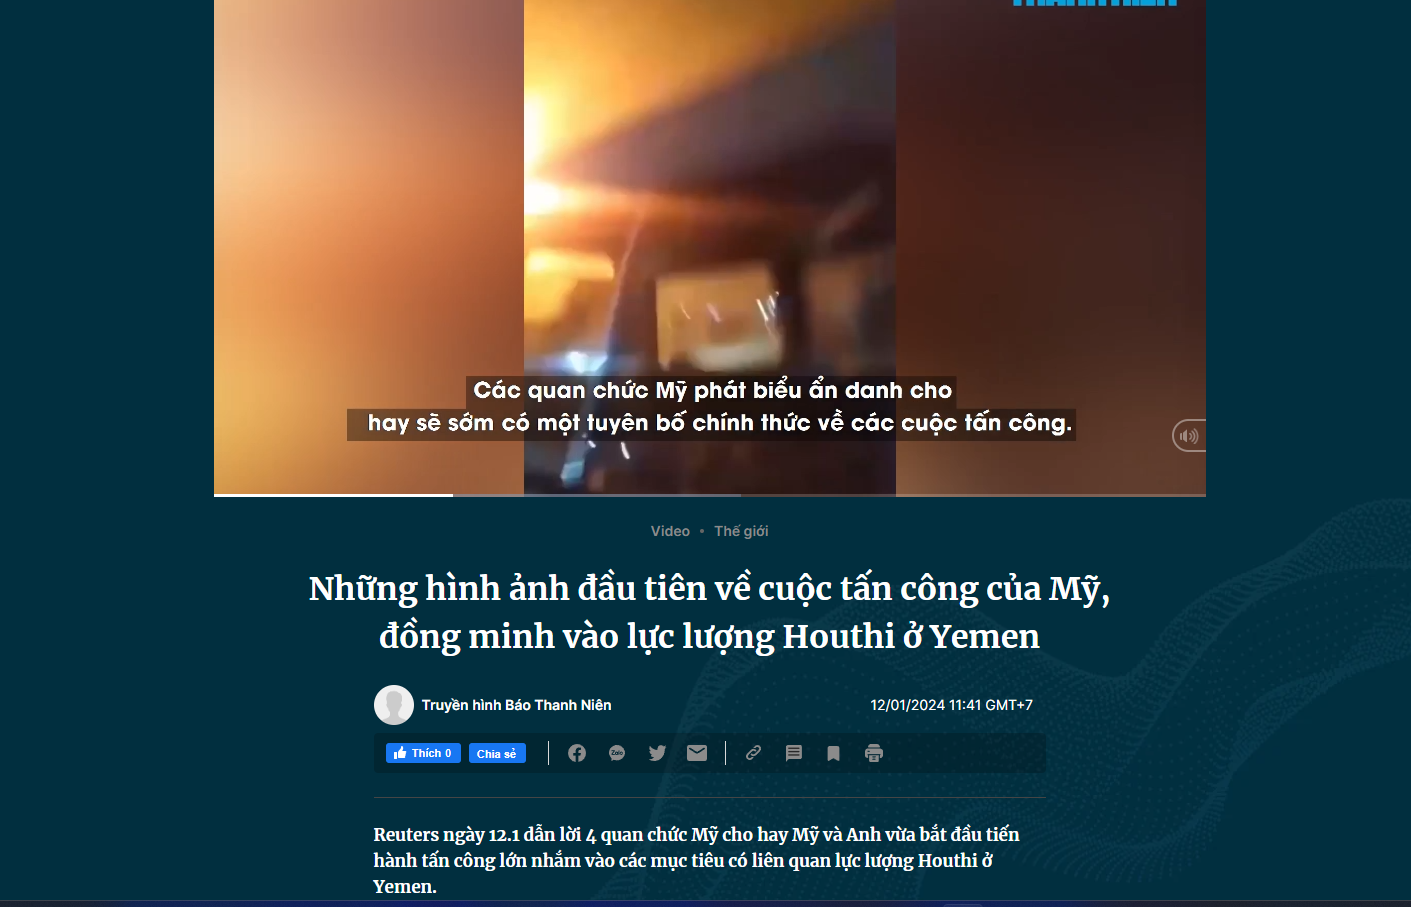 Các quan chức Mỹ phát biểu ẩn danh cho
hay sẽ sớm có một tuyên bố chính thức về các cuộc tấn công.
Video • Thế giới
Những hình ảnh đầu tiên về cuộc tấn công của Mỹ,
đồng minh vào lực lượng Houthi ở Yemen
Truyền hình Báo Thanh Niên
12/01/2024 11:41 GMT+7
Thích 0
Chia sẻ
Zalo
Reuters ngày 12.1 dẫn lời 4 quan chức Mỹ cho hay Mỹ và Anh vừa bắt đầu tiến
hành tấn công lớn nhắm vào các mục tiêu có liên quan lực lượng Houthi ở
Yemen.